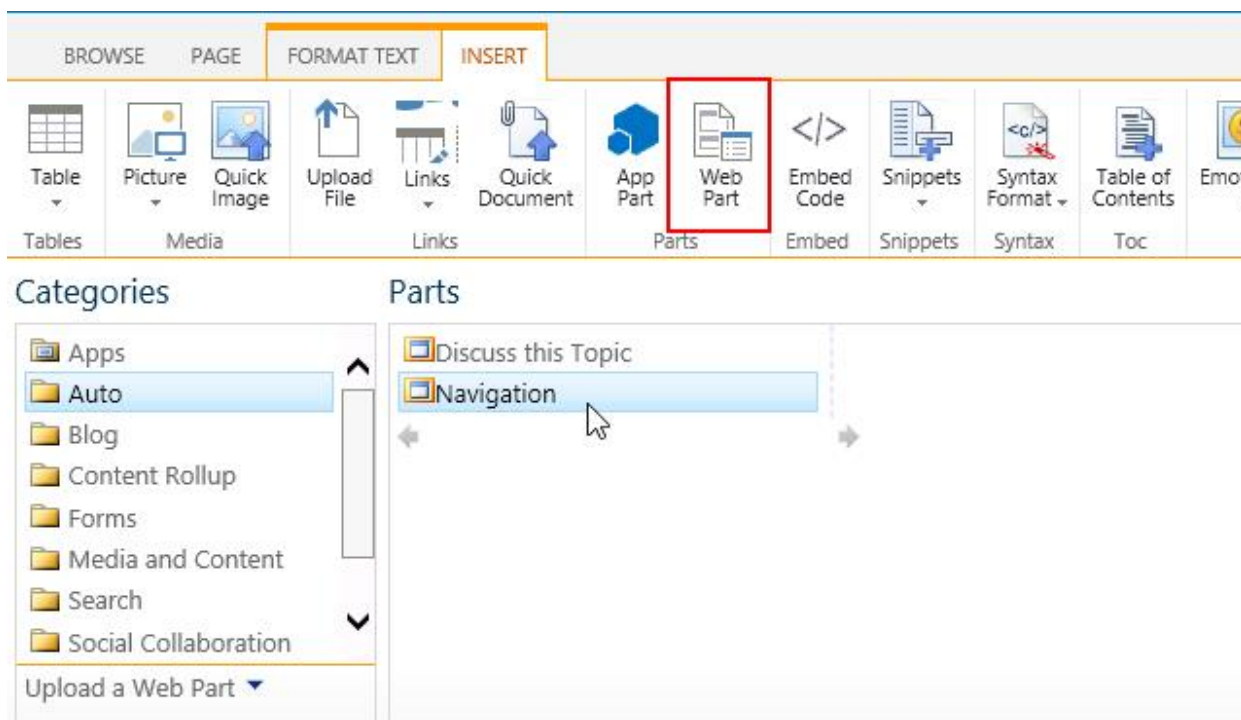 BROWSE PAGE FORMAT TEXT INSERT
Table
Picture
Quick
Image
Upload
File
Links
Quick
Document
App
Part
Web
Part
</>
Embed
Code
Snippets
<c/>
Syntax
Format
Table of
Contents
Tables Media Links Parts Embed Snippets Syntax Toc
Categories
Apps
Auto
Blog
Content Rollup
Forms
Media and Content
Search
Social Collaboration
Upload a Web Part
Parts
Discuss this Topic
Navigation